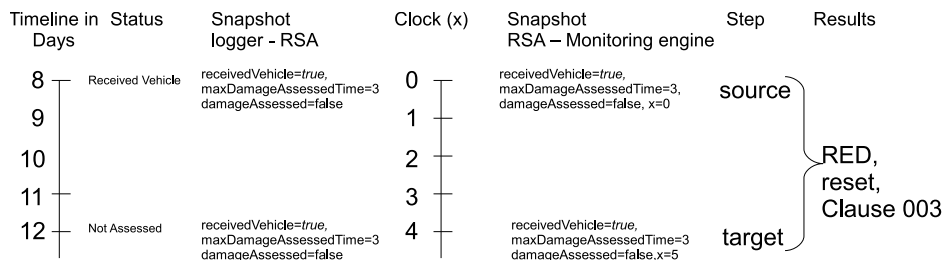 Timeline in Days
Status
Snapshot logger - RSA
Clock (x)
Snapshot RSA – Monitoring engine
Step
Results
8
Received Vehicle
receivedVehicle=true,
maxDamageAssessedTime=3
damageAssessed=false
0
receivedVehicle=true,
maxDamageAssessedTime=3,
damageAssessed=false, x=0
source
9
1
10
2
11
3
12
Not Assessed
receivedVehicle=true,
maxDamageAssessedTime=3
damageAssessed=false
4
receivedVehicle=true,
maxDamageAssessedTime=3
damageAssessed=false,x=5
target
RED,
reset,
Clause 003